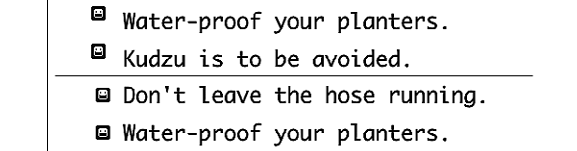 Water-proof your planters.
Kudzu is to be avoided.
Don't leave the hose running.
Water-proof your planters.